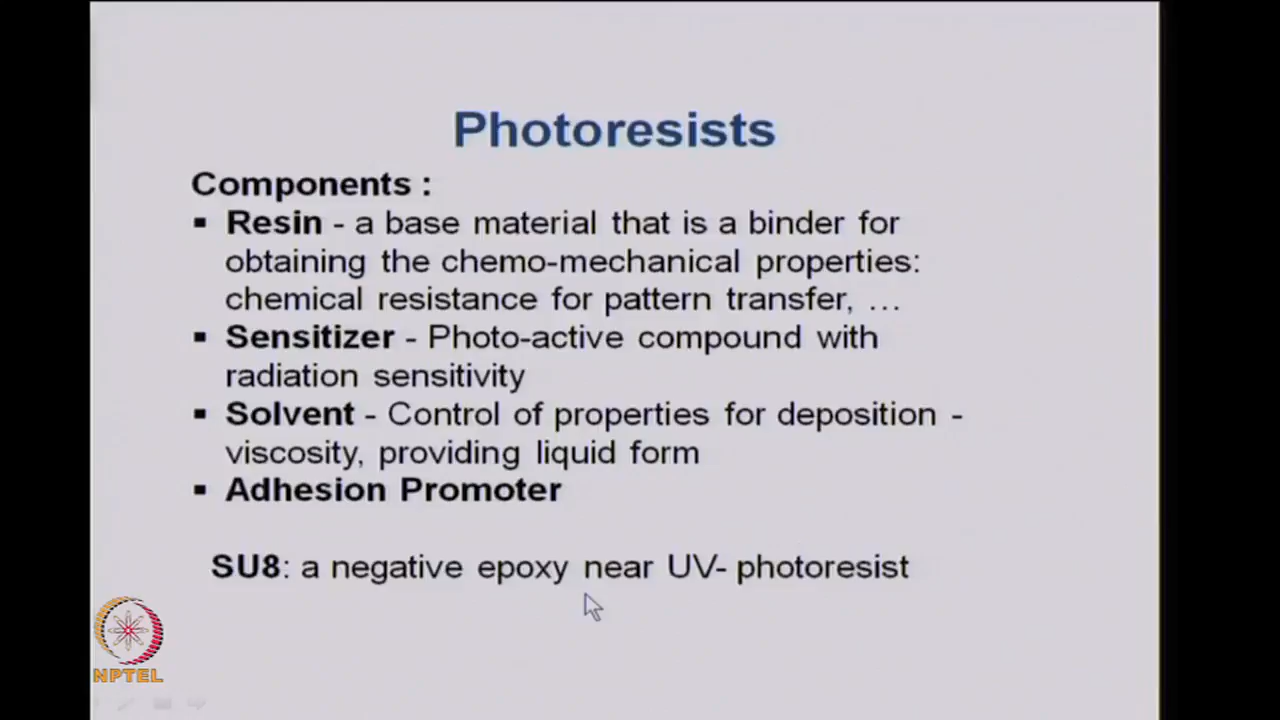 Photoresists
Components :
▪ Resin - a base material that is a binder for
obtaining the chemo-mechanical properties:
chemical resistance for pattern transfer, …
▪ Sensitizer - Photo-active compound with
radiation sensitivity
▪ Solvent - Control of properties for deposition -
viscosity, providing liquid form
▪ Adhesion Promoter
SU8: a negative epoxy near UV- photoresist
NPTEL